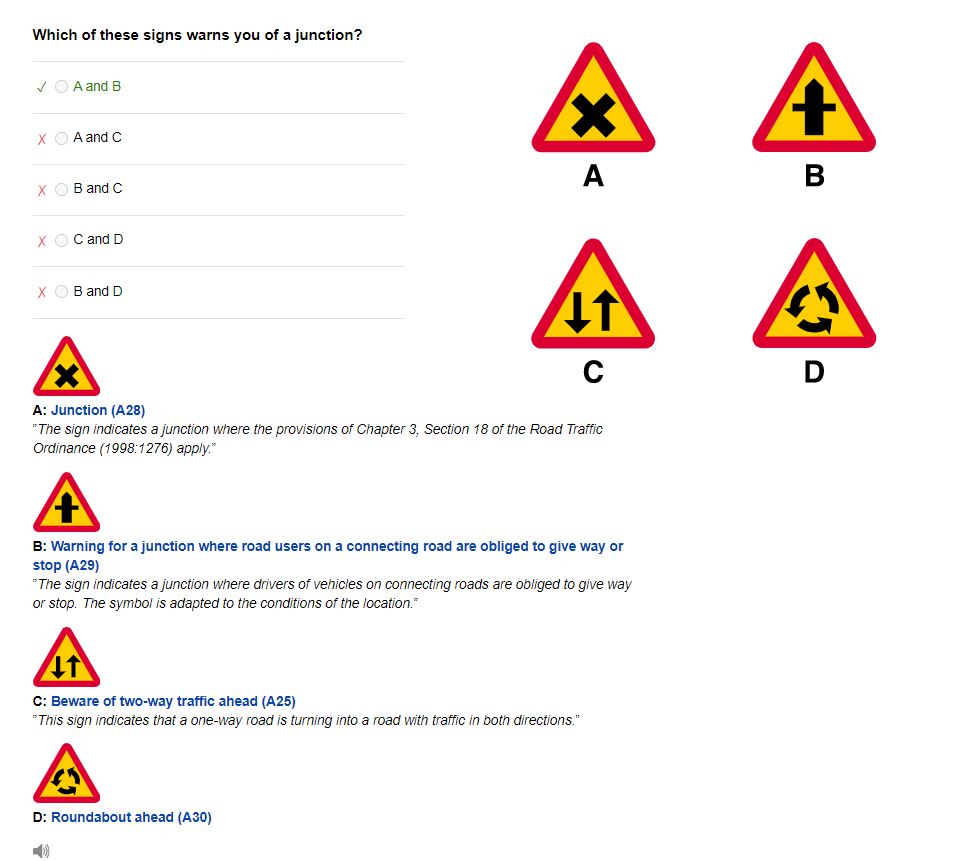 Which of these signs warns you of a junction?
✓ A and B
✗ A and C
✗ B and C
✗ C and D
✗ B and D
A
B
C
D
A: Junction (A28)
”The sign indicates a junction where the provisions of Chapter 3, Section 18 of the Road Traffic
Ordinance (1998:1276) apply.”
B: Warning for a junction where road users on a connecting road are obliged to give way or
stop (A29)
”The sign indicates a junction where drivers of vehicles on connecting roads are obliged to give way
or stop. The symbol is adapted to the conditions of the location.”
C: Beware of two-way traffic ahead (A25)
”This sign indicates that a one-way road is turning into a road with traffic in both directions.”
D: Roundabout ahead (A30)